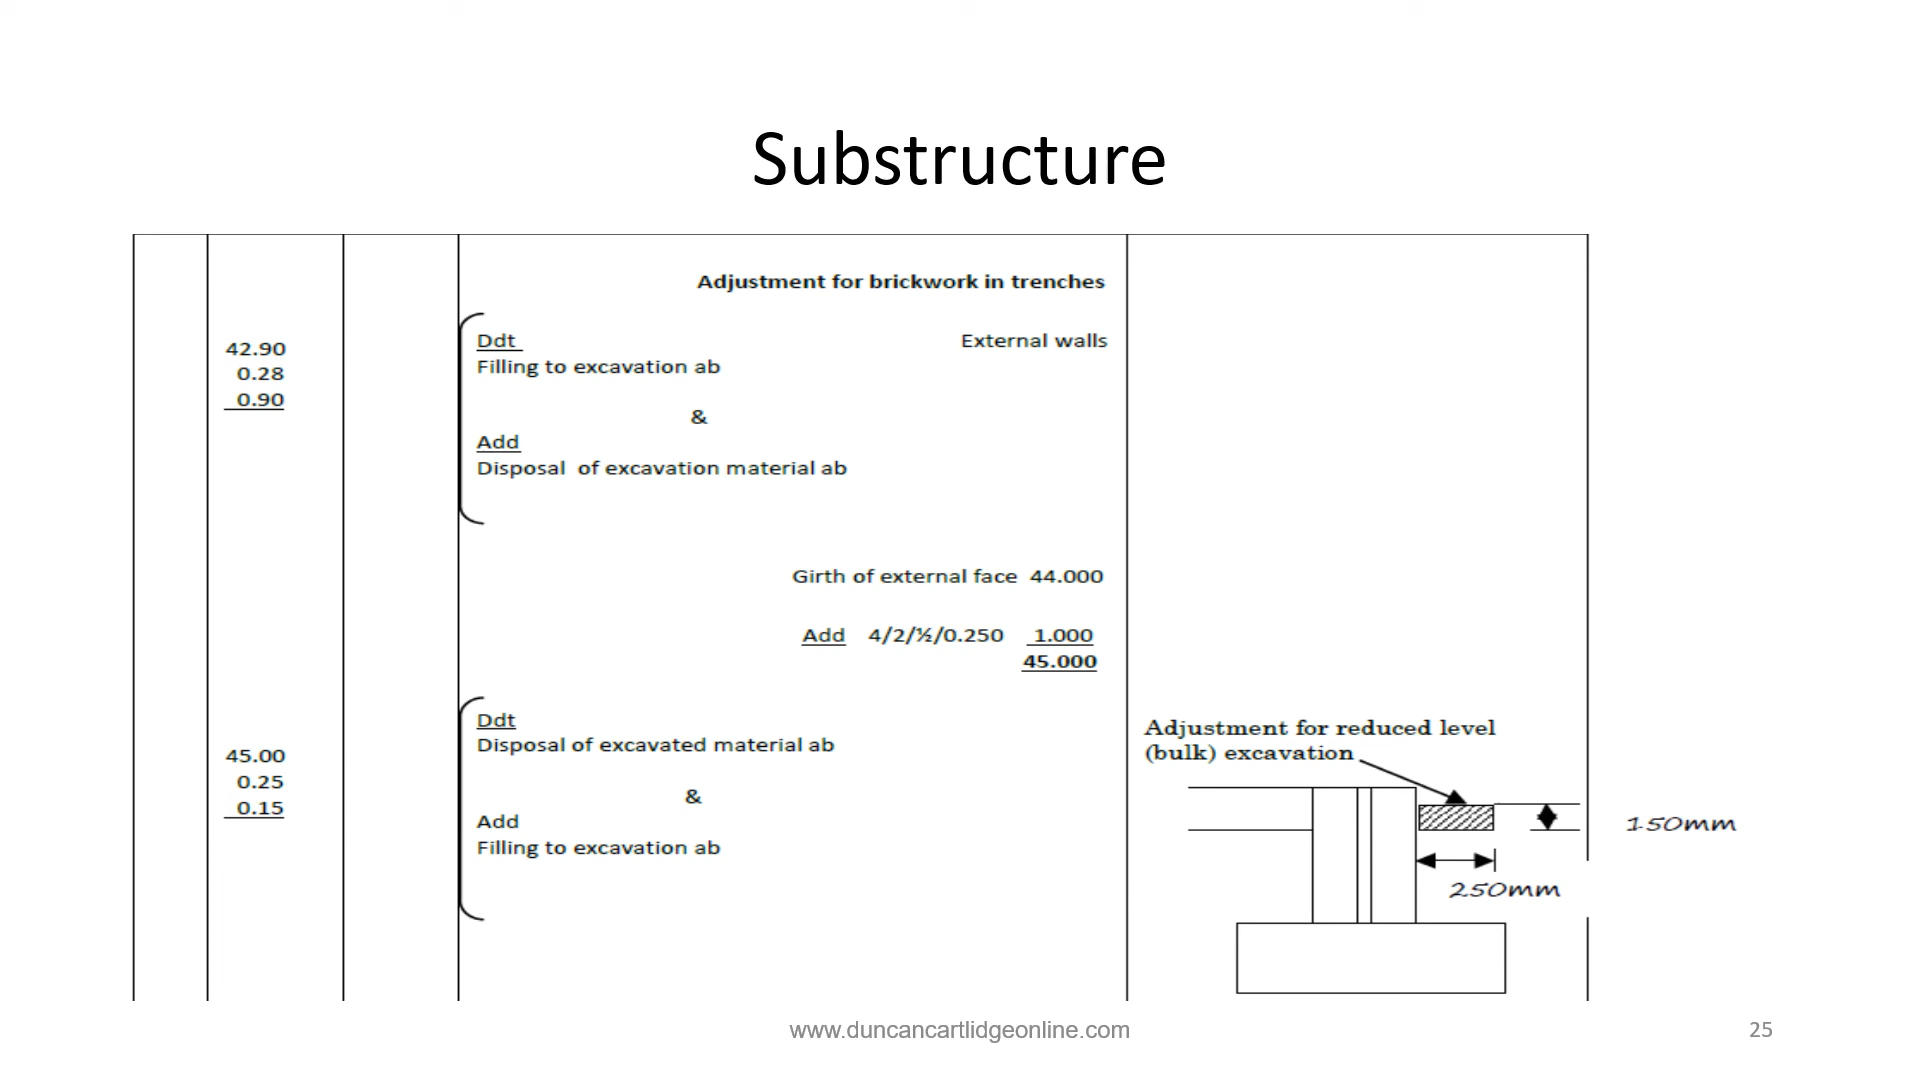 Substructure
Adjustment for brickwork in trenches
Ddt External walls
42.90
Filling to excavation ab
0.28
0.90
&
Add
Disposal of excavation material ab
Girth of external face 44.000
Add 4/2/½/0.250 1.000
45.000
Ddt
Disposal of excavated material ab
45.00
0.25
&
0.15
Add
Filling to excavation ab
Adjustment for reduced level
(bulk) excavation
150mm
250mm
www.duncancartlidgeonline.com
25